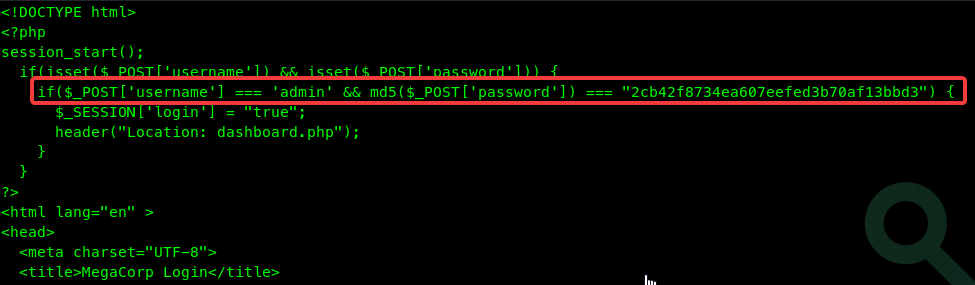 <!DOCTYPE html>
<?php
session_start();
if(isset($_POST['username']) && isset($_POST['password'])) {
if($_POST['username'] === 'admin' && md5($_POST['password']) === "2cb42f8734ea607eefed3b70af13bbd3") {
$_SESSION['login'] = "true";
header("Location: dashboard.php");
}
}
?>
<html lang="en" >
<head>
<meta charset="UTF-8">
<title>MegaCorp Login</title>